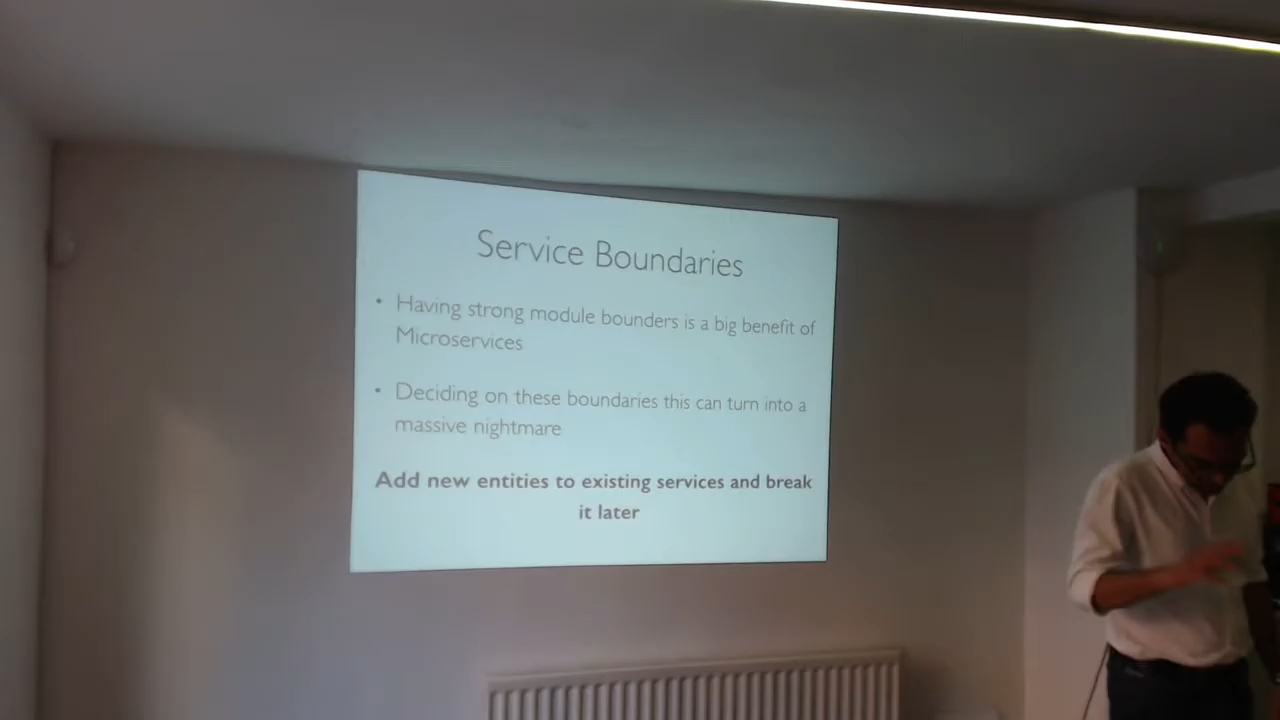 Service Boundaries
• Having strong module bounders is a big benefit of
Microservices
• Deciding on these boundaries this can turn into a
massive nightmare
Add new entities to existing services and break
it later